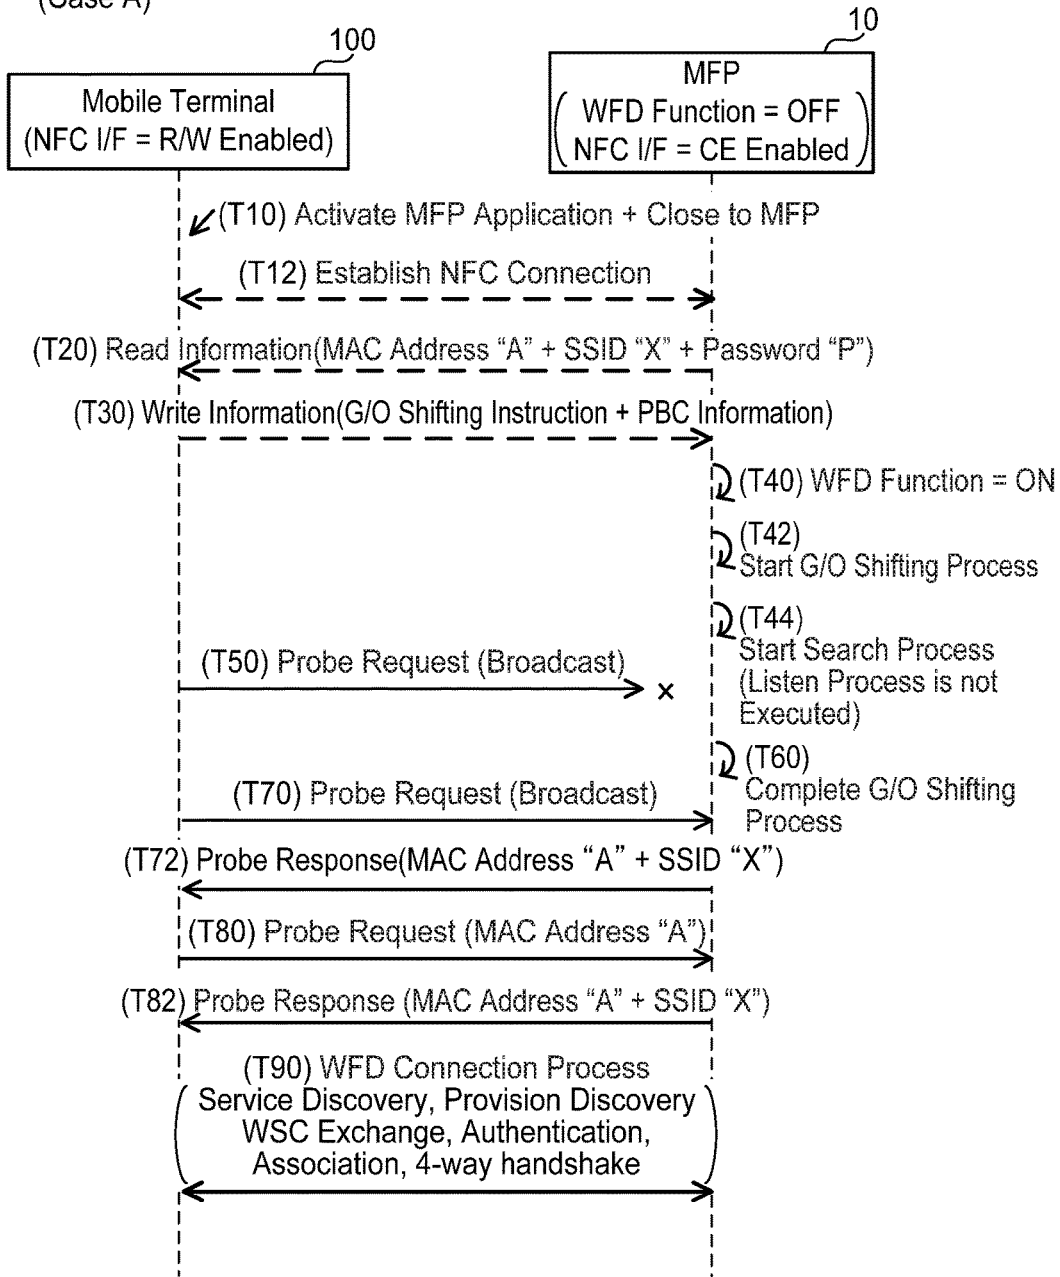 (Case A)
100
10
Mobile Terminal
(NFC I/F = R/W Enabled)
MFP
WFD Function = OFF
NFC I/F = CE Enabled
(T10) Activate MFP Application + Close to MFP
(T12) Establish NFC Connection
(T20) Read Information(MAC Address “A” + SSID “X” + Password “P”)
(T30) Write Information(G/O Shifting Instruction + PBC Information)
(T40) WFD Function = ON
(T42)
Start G/O Shifting Process
(T44)
Start Search Process
(Listen Process is not
Executed)
(T50) Probe Request (Broadcast)
×
(T60)
Complete G/O Shifting
Process
(T70) Probe Request (Broadcast)
(T72) Probe Response(MAC Address “A” + SSID “X”)
(T80) Probe Request (MAC Address “A”)
(T82) Probe Response (MAC Address “A” + SSID “X”)
(T90) WFD Connection Process
Service Discovery, Provision Discovery
WSC Exchange, Authentication,
Association, 4-way handshake